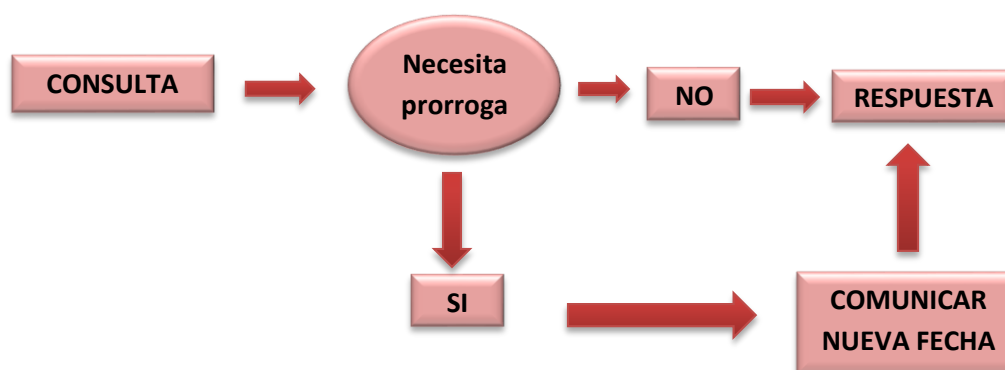 CONSULTA
Necesita
prorroga
NO
RESPUESTA
SI
COMUNICAR
NUEVA FECHA